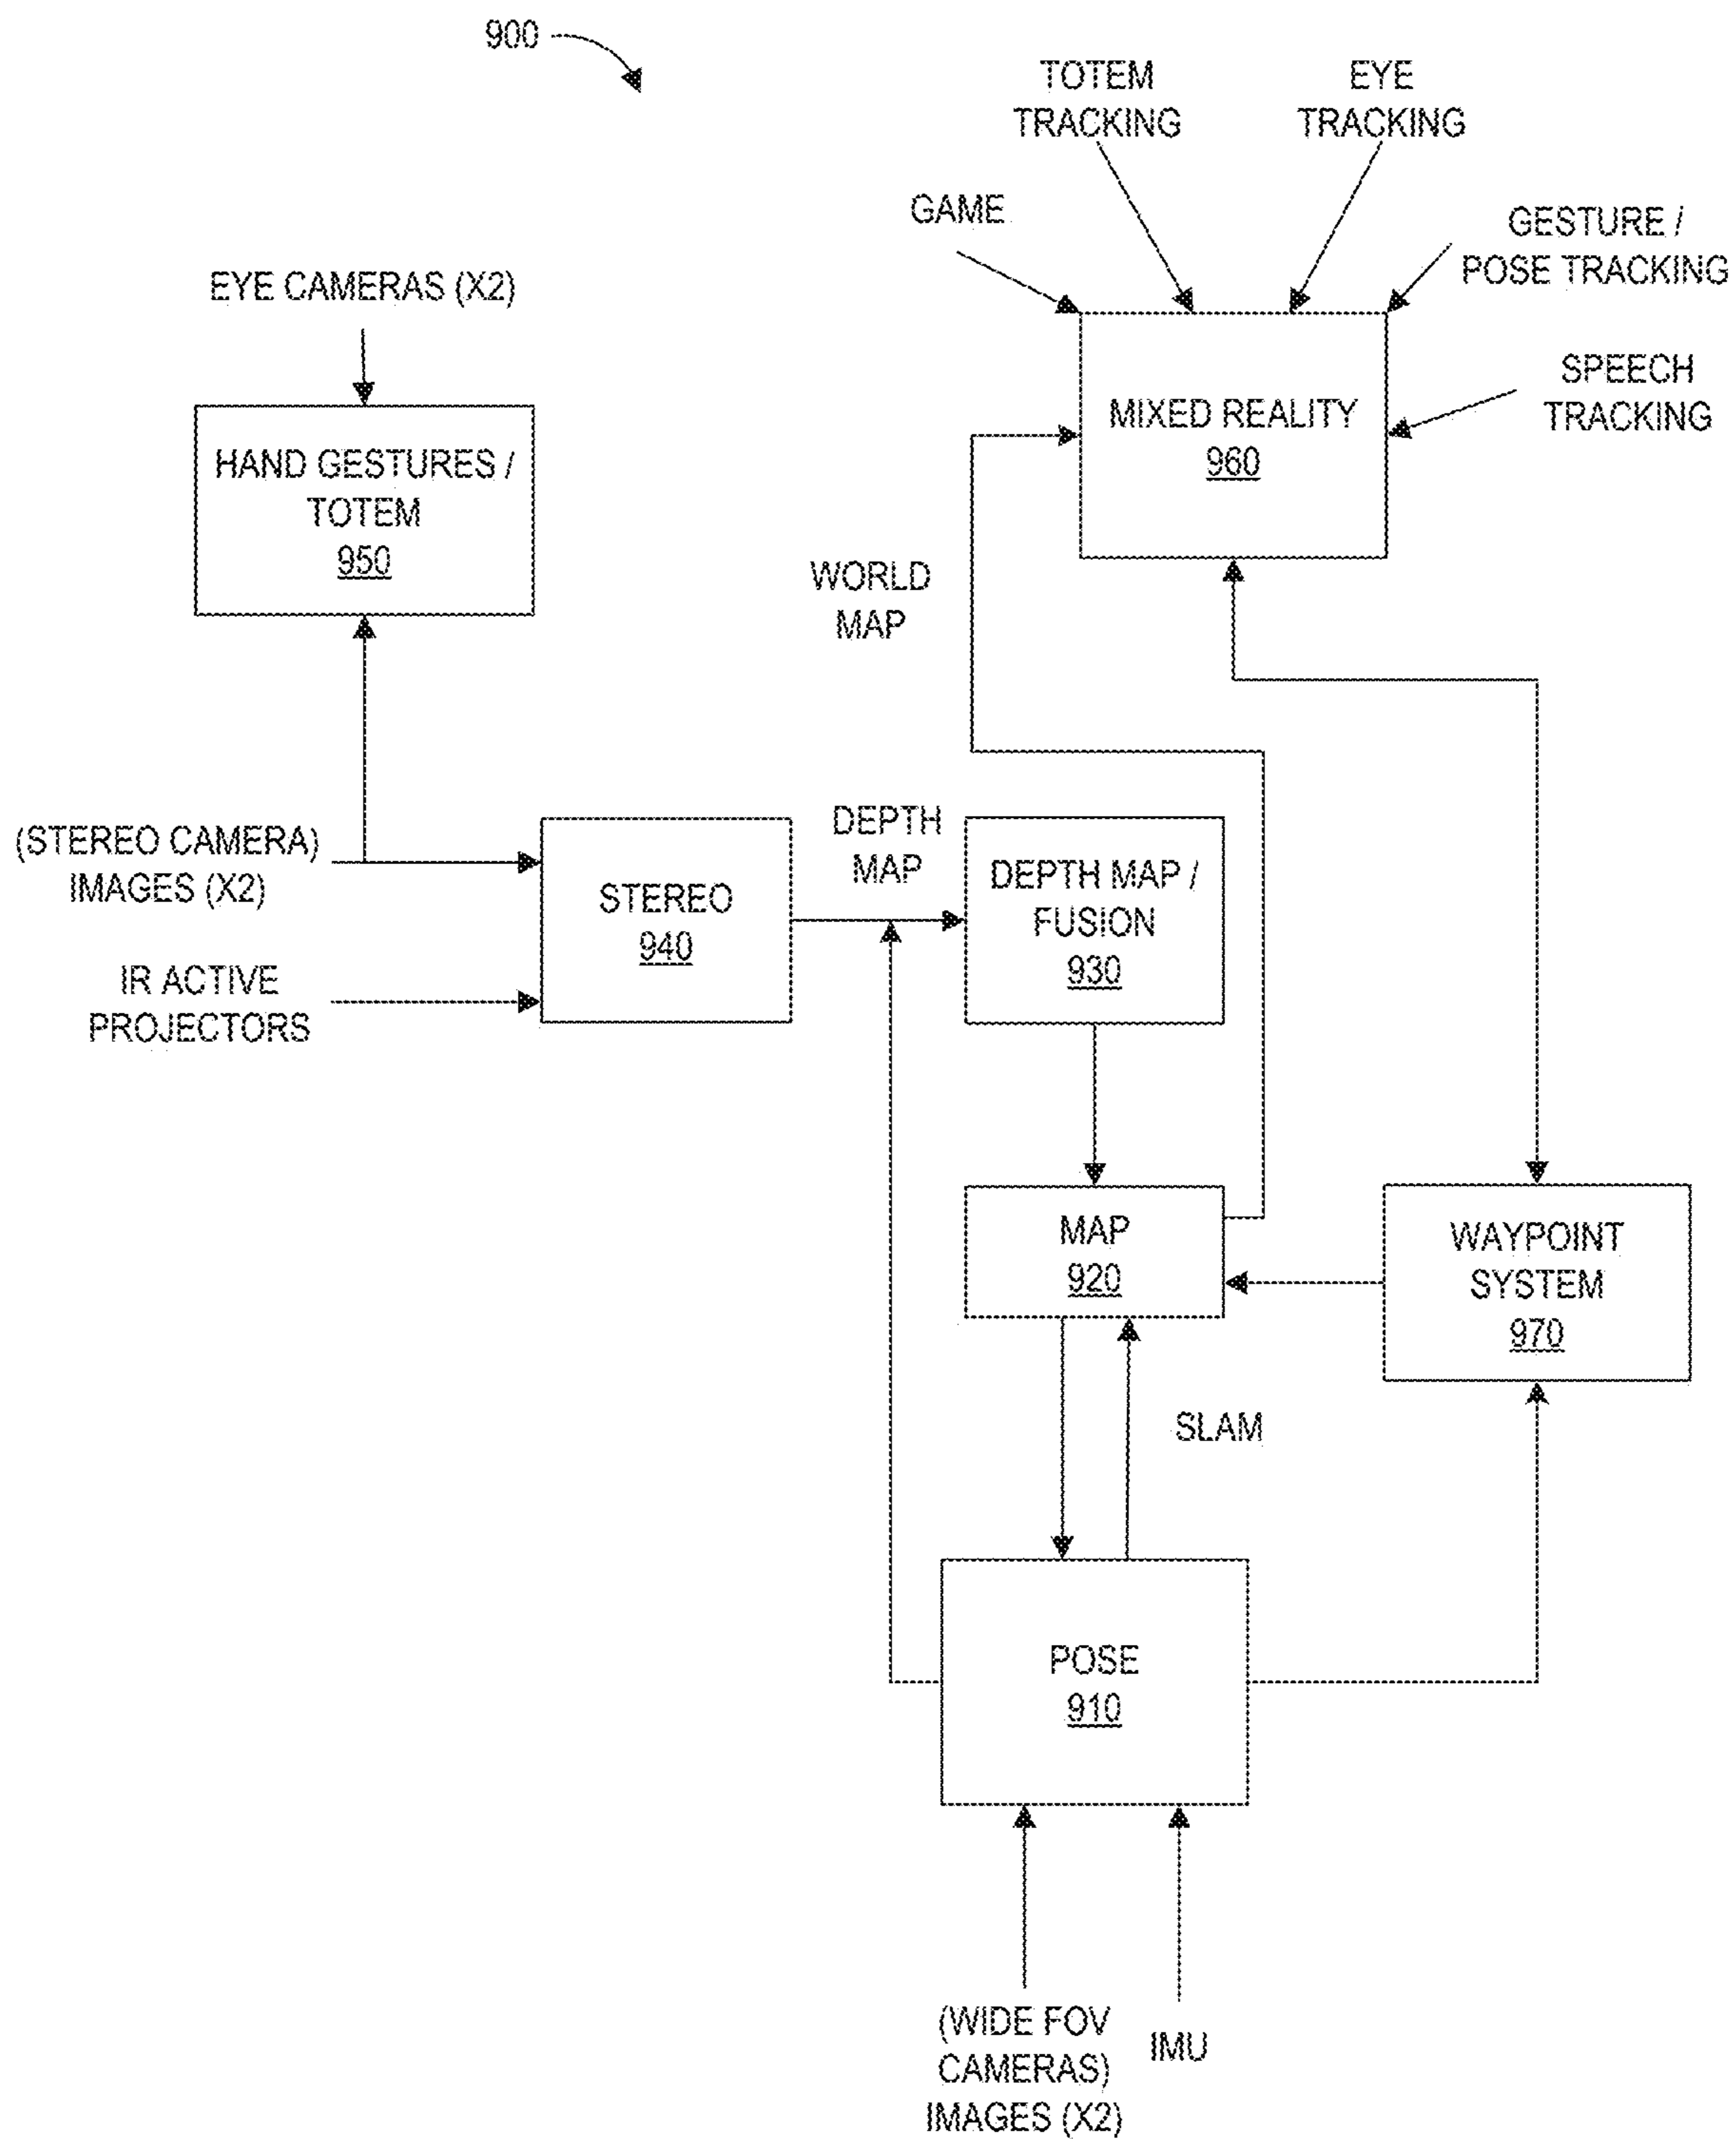 900
TOTEM
TRACKING
EYE
TRACKING
GAME
GESTURE /
POSE TRACKING
EYE CAMERAS (X2)
SPEECH
TRACKING
MIXED REALITY
960
HAND GESTURES /
TOTEM
950
WORLD
MAP
(STEREO CAMERA)
IMAGES (X2)
STEREO
940
DEPTH
MAP
DEPTH MAP /
FUSION
930
IR ACTIVE
PROJECTORS
MAP
920
WAYPOINT
SYSTEM
970
SLAM
POSE
910
(WIDE FOV
CAMERAS)
IMAGES (X2)
IMU